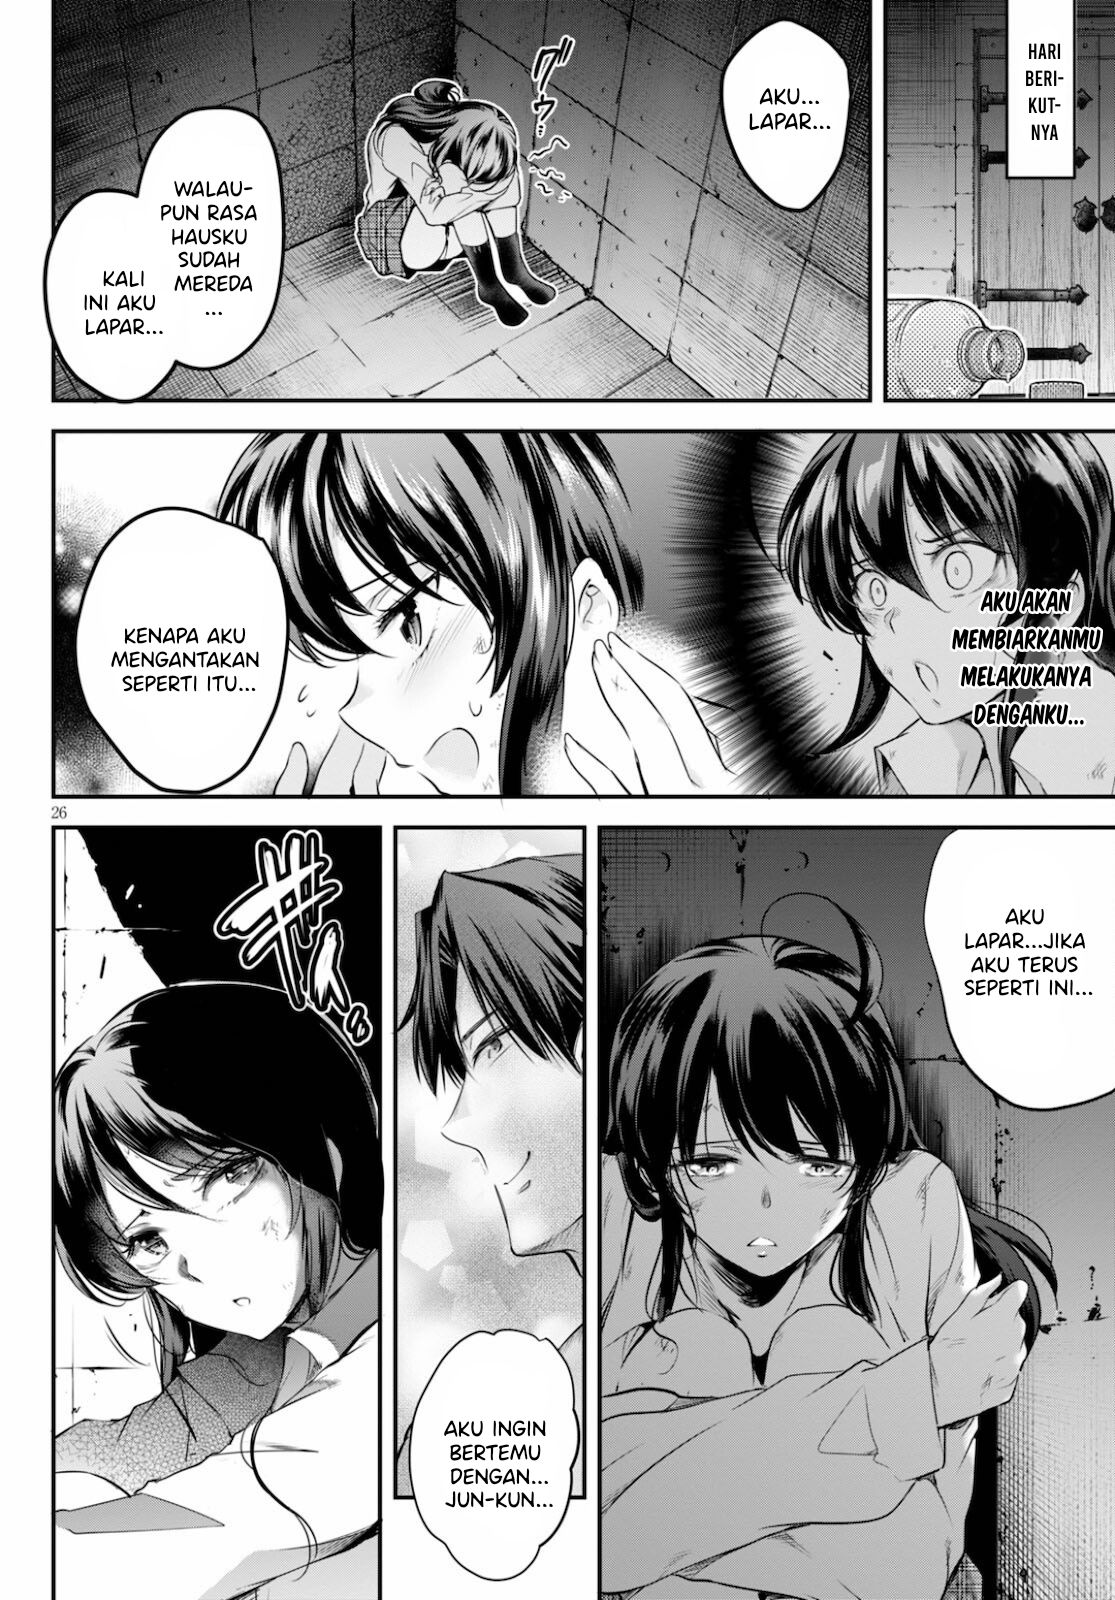 HARI
BERI-
KUT-
NYA
AKU...
LAPAR...
グゥ...
WALAU-
PUN RASA
HAUSKU
SUDAH
MEREDA
...
KALI
INI AKU
LAPAR...
AKU AKAN
MEMBIARKANMU
MELAKUKANYA
DENGANKU...
KENAPA AKU
MENGANTAKAN
SEPERTI ITU...
26
AKU
LAPAR...JIKA
AKU TERUS
SEPERTI INI...
AKU INGIN
BERTEMU
DENGAN...
JUN-KUN...